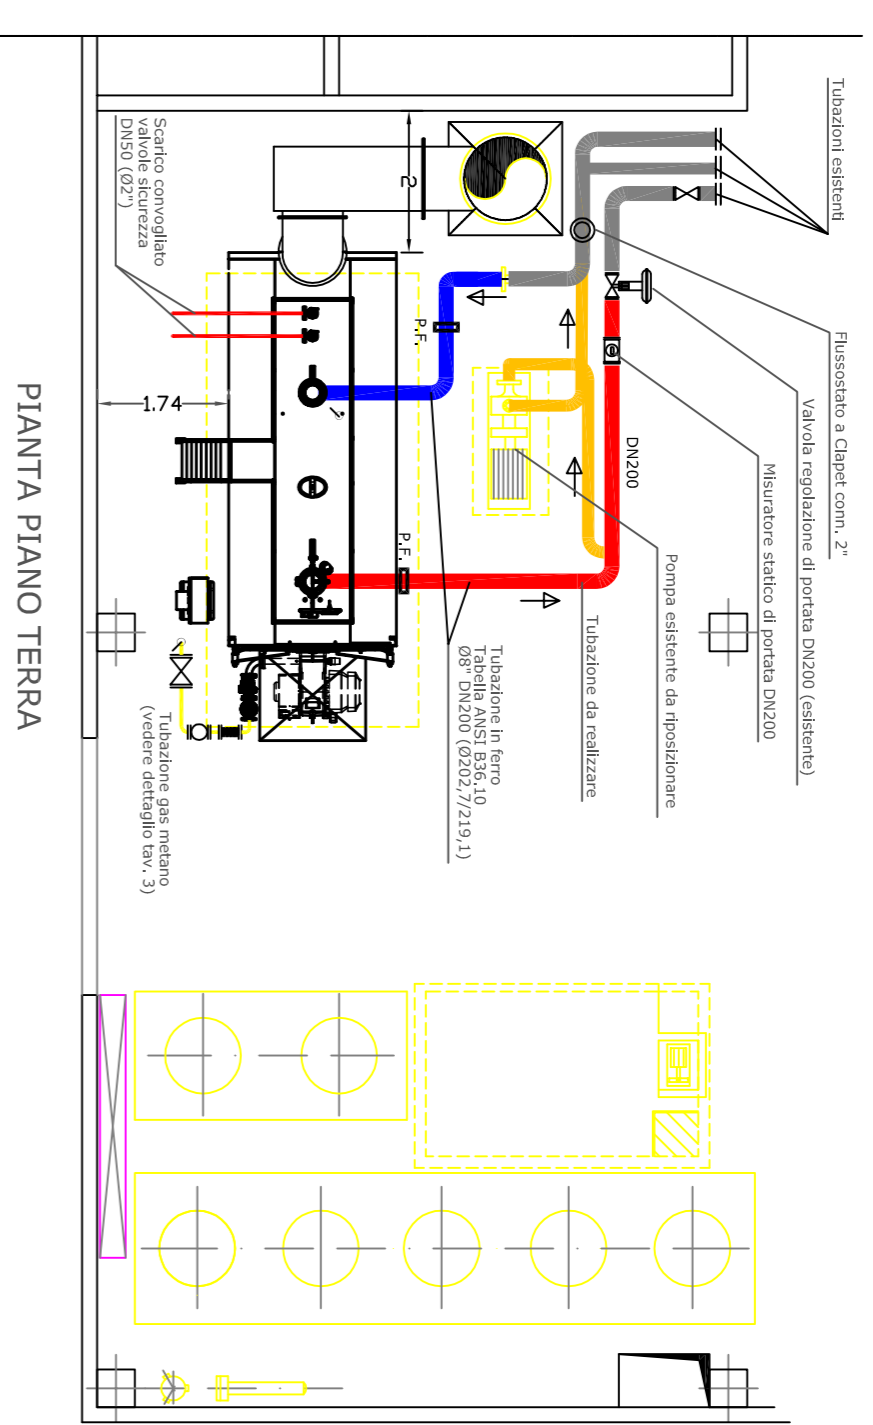 Tubazioni esistenti
Flussostato a Clapet conn. 2"
Valvola regolazione di portata DN200 (esistente)
Misuratore statico di portata DN200
Pompa esistente da riposizionare
Tubazione da realizzare
DN200
Tubazione in ferro
Tabella ANSI B36.10
Ø8" DN200 (Ø202,7/219,1)
P.F.
P.F.
2
1.74
Scarico convogliato
valvole sicurezza
DN50 (Ø2")
Tubazione gas metano
(vedere dettaglio tav. 3)
PIANTA PIANO TERRA